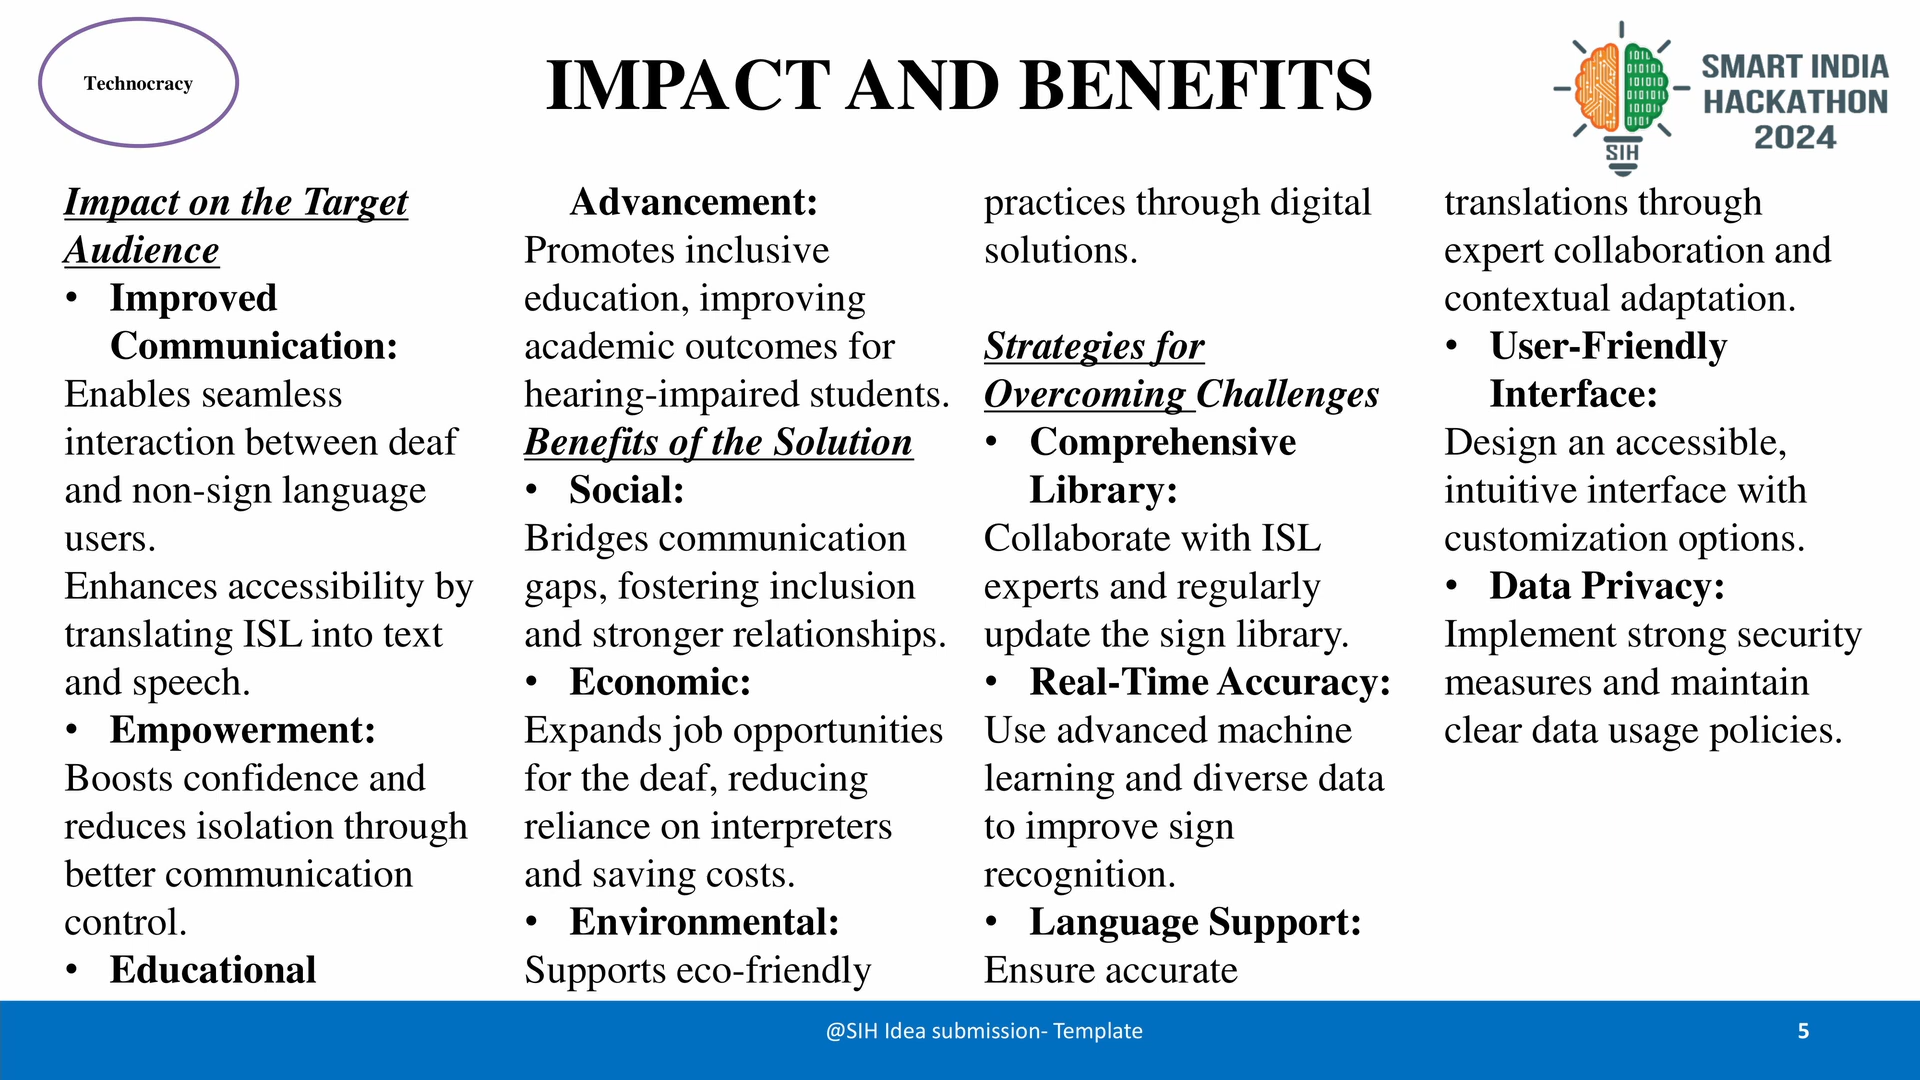 Technocracy
IMPACT AND BENEFITS
SMART INDIA
HACKATHON
2024
SIH
Impact on the Target
Audience
• Improved
Communication:
Enables seamless
interaction between deaf
and non-sign language
users.
Enhances accessibility by
translating ISL into text
and speech.
• Empowerment:
Boosts confidence and
reduces isolation through
better communication
control.
• Educational
Advancement:
Promotes inclusive
education, improving
academic outcomes for
hearing-impaired students.
Benefits of the Solution
• Social:
Bridges communication
gaps, fostering inclusion
and stronger relationships.
• Economic:
Expands job opportunities
for the deaf, reducing
reliance on interpreters
and saving costs.
• Environmental:
Supports eco-friendly
practices through digital
solutions.
Strategies for
Overcoming Challenges
• Comprehensive
Library:
Collaborate with ISL
experts and regularly
update the sign library.
• Real-Time Accuracy:
Use advanced machine
learning and diverse data
to improve sign
recognition.
• Language Support:
Ensure accurate
translations through
expert collaboration and
contextual adaptation.
• User-Friendly
Interface:
Design an accessible,
intuitive interface with
customization options.
• Data Privacy:
Implement strong security
measures and maintain
clear data usage policies.
@SIH Idea submission- Template
5